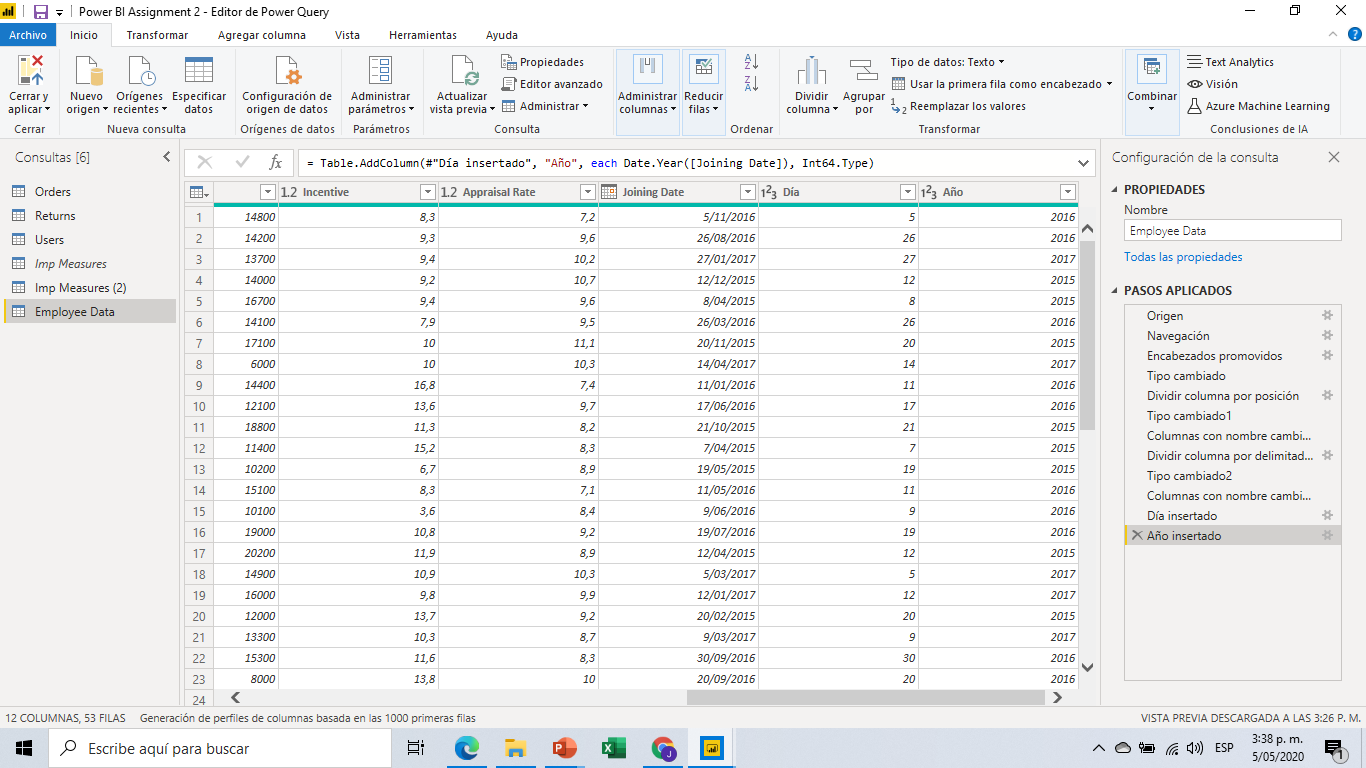 Power BI Assignment 2 - Editor de Power Query
Archivo Inicio Transformar Agregar columna Vista Herramientas Ayuda
Cerrar y aplicar
Nuevo origen
Orígenes recientes
Especificar datos
Configuración de origen de datos
Administrar parámetros
Actualizar vista previa
Propiedades
Editor avanzado
Administrar
Administrar columnas
Reducir filas
Dividir columna
Agrupar por
Tipo de datos: Texto
Usar la primera fila como encabezado
Reemplazar los valores
Combinar
Text Analytics
Visión
Azure Machine Learning
Cerrar Nueva consulta Orígenes de datos Parámetros Consulta Ordenar Transformar Conclusiones de IA
Consultas [6]
Orders
Returns
Users
Imp Measures
Imp Measures (2)
Employee Data
fx = Table.AddColumn(#"Día insertado", "Año", each Date.Year([Joining Date]), Int64.Type)
1.2 Incentive 1.2 Appraisal Rate Joining Date 123 Día 123 Año
1 14800 8,3 7,2 5/11/2016 5 2016
2 14200 9,3 9,6 26/08/2016 26 2016
3 13700 9,4 10,2 27/01/2017 27 2017
4 14000 9,2 10,7 12/12/2015 12 2015
5 16700 9,4 9,6 8/04/2015 8 2015
6 14100 7,9 9,5 26/03/2016 26 2016
7 17100 10 11,1 20/11/2015 20 2015
8 6000 10 10,3 14/04/2017 14 2017
9 14400 16,8 7,4 11/01/2016 11 2016
10 12100 13,6 9,7 17/06/2016 17 2016
11 18800 11,3 8,2 21/10/2015 21 2015
12 11400 15,2 8,3 7/04/2015 7 2015
13 10200 6,7 8,9 19/05/2015 19 2015
14 15100 8,3 7,1 11/05/2016 11 2016
15 10100 3,6 8,4 9/06/2016 9 2016
16 19000 10,8 9,2 19/07/2016 19 2016
17 20200 11,9 8,9 12/04/2015 12 2015
18 14900 10,9 10,3 5/03/2017 5 2017
19 16000 9,8 9,9 12/01/2017 12 2017
20 12000 13,7 9,2 20/02/2015 20 2015
21 13300 10,3 8,7 9/03/2017 9 2017
22 15300 11,6 8,3 30/09/2016 30 2016
23 8000 13,8 10 20/09/2016 20 2016
24
Configuración de la consulta
PROPIEDADES
Nombre
Employee Data
Todas las propiedades
PASOS APLICADOS
Origen
Navegación
Encabezados promovidos
Tipo cambiado
Dividir columna por posición
Tipo cambiado1
Columnas con nombre cambi...
Dividir columna por delimitad...
Tipo cambiado2
Columnas con nombre cambi...
Día insertado
Año insertado
12 COLUMNS, 53 FILAS Generación de perfiles de columnas basada en las 1000 primeras filas VISTA PREVIA DESCARGADA A LAS 3:26 P. M.
Escribe aquí para buscar
ESP
3:38 p. m.
5/05/2020
1